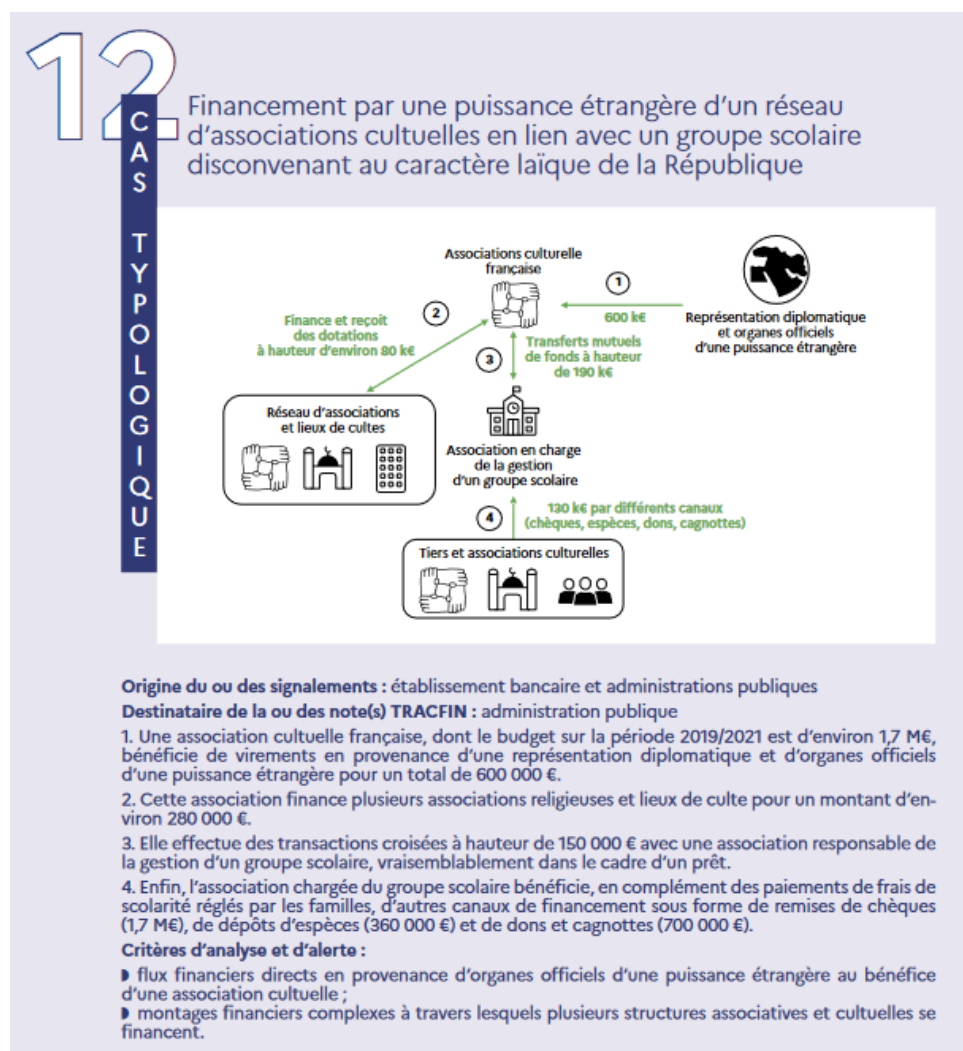 12
CAS TYPOLOGIQUE
Financement par une puissance étrangère d'un réseau
d'associations cultuelles en lien avec un groupe scolaire
disconvenant au caractère laïque de la République
Associations culturelle
française
1
600 k€
Représentation diplomatique
et organes officiels
d'une puissance étrangère
2
Finance et reçoit
des dotations
à hauteur d'environ 80 k€
3
Transferts mutuels
de fonds à hauteur
de 190 k€
Réseau d'associations
et lieux de cultes
Association en charge
de la gestion
d'un groupe scolaire
4
130 k€ par différents canaux
(chèques, espèces, dons, cagnottes)
Tiers et associations culturelles
Origine du ou des signalements : établissement bancaire et administrations publiques
Destinataire de la ou des note(s) TRACFIN : administration publique
1. Une association cultuelle française, dont le budget sur la période 2019/2021 est d'environ 1,7 M€,
bénéficie de virements en provenance d'une représentation diplomatique et d'organes officiels
d'une puissance étrangère pour un total de 600 000 €.
2. Cette association finance plusieurs associations religieuses et lieux de culte pour un montant d'en-
viron 280 000 €.
3. Elle effectue des transactions croisées à hauteur de 150 000 € avec une association responsable de
la gestion d'un groupe scolaire, vraisemblablement dans le cadre d'un prêt.
4. Enfin, l'association chargée du groupe scolaire bénéficie, en complément des paiements de frais de
scolarité réglés par les familles, d'autres canaux de financement sous forme de remises de chèques
(1,7 M€), de dépôts d'espèces (360 000 €) et de dons et cagnottes (700 000 €).
Critères d'analyse et d'alerte :
◗ flux financiers directs en provenance d'organes officiels d'une puissance étrangère au bénéfice
d'une association cultuelle ;
◗ montages financiers complexes à travers lesquels plusieurs structures associatives et cultuelles se
financent.